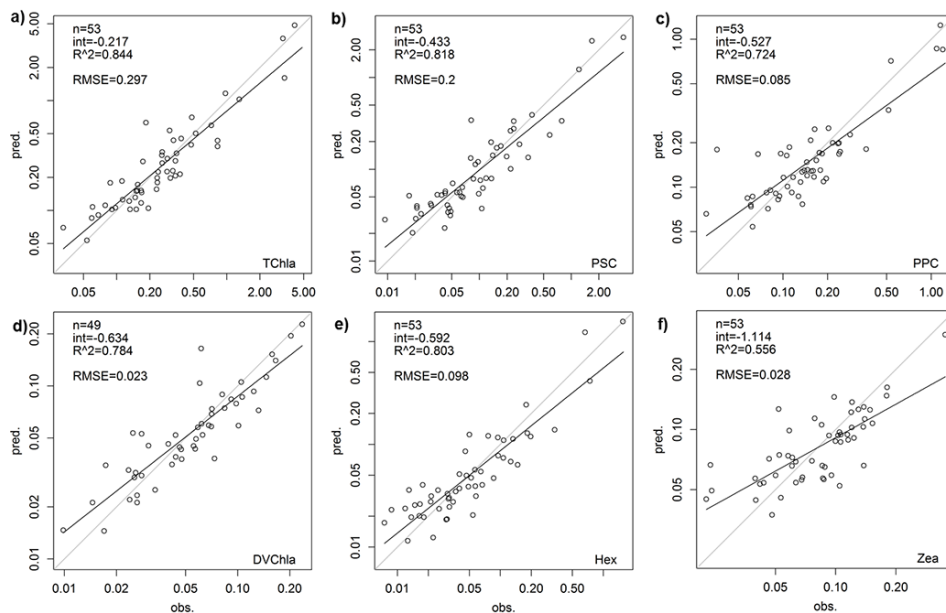 a)
n=53
int=-0.217
R^2=0.844
RMSE=0.297
5.00
2.00
0.50
0.20
0.05
pred.
TChla
0.05
0.20
0.50
2.00
5.00
b)
n=53
int=-0.433
R^2=0.818
RMSE=0.2
2.00
0.50
0.20
0.05
0.01
pred.
PSC
0.01
0.05
0.20
0.50
2.00
c)
n=53
int=-0.527
R^2=0.724
RMSE=0.085
1.00
0.50
0.20
0.10
0.05
pred.
PPC
0.05
0.10
0.20
0.50
1.00
d)
n=49
int=-0.634
R^2=0.784
RMSE=0.023
0.20
0.10
0.05
0.02
0.01
pred.
DVChla
0.01
0.02
0.05
0.10
0.20
obs.
e)
n=53
int=-0.592
R^2=0.803
RMSE=0.098
0.50
0.20
0.05
0.01
pred.
Hex
0.01
0.05
0.20
0.50
obs.
f)
n=53
int=-1.114
R^2=0.556
RMSE=0.028
0.20
0.10
0.05
pred.
Zea
0.05
0.10
0.20
obs.